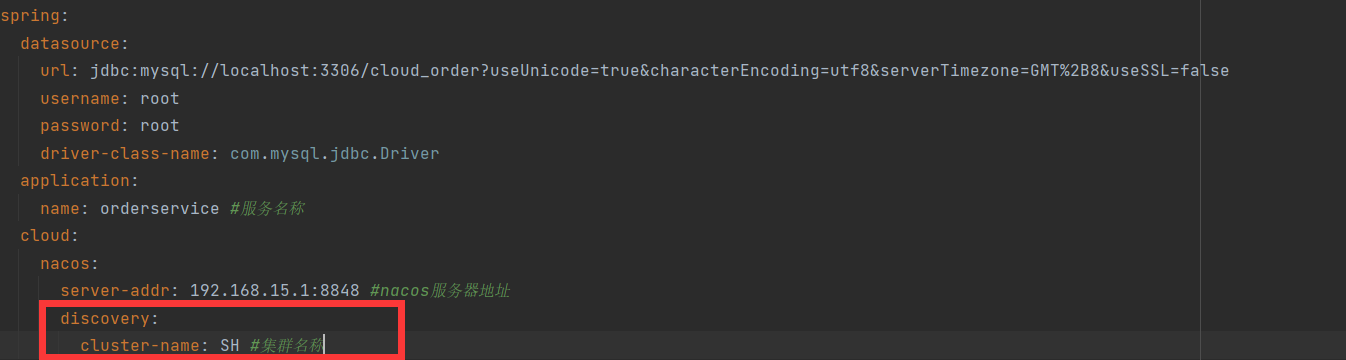 spring:
datasource:
url: jdbc:mysql://localhost:3306/cloud_order?useUnicode=true&characterEncoding=utf8&serverTimezone=GMT%2B8&useSSL=false
username: root
password: root
driver-class-name: com.mysql.jdbc.Driver
application:
name: orderservice #服务名称
cloud:
nacos:
server-addr: 192.168.15.1:8848 #nacos服务器地址
discovery:
cluster-name: SH #集群名称